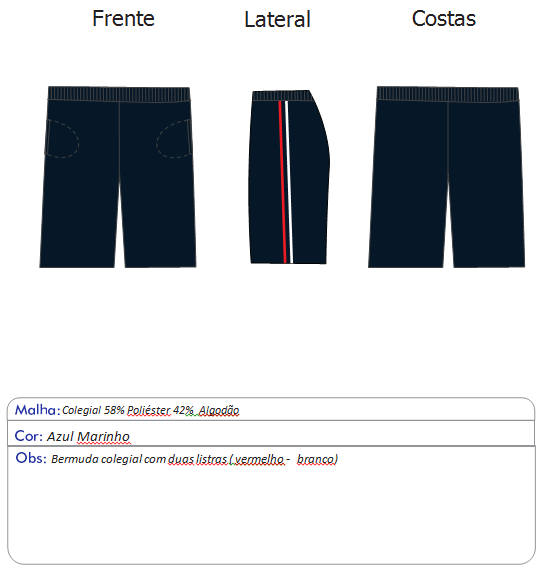 Frente Lateral Costas
Malha: Colegial 58% Poliéster 42% Algodão
Cor: Azul Marinho
Obs: Bermuda colegial com duas listras ( vermelho - branco)